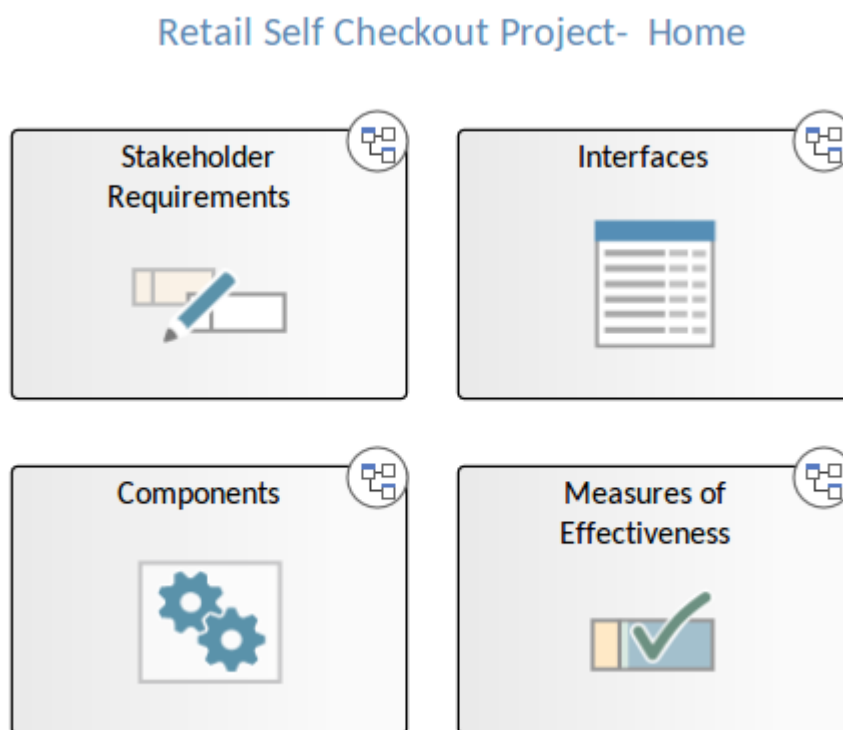 Retail Self Checkout Project-  Home
Stakeholder
Requirements
Interfaces
Components
Measures of
Effectiveness